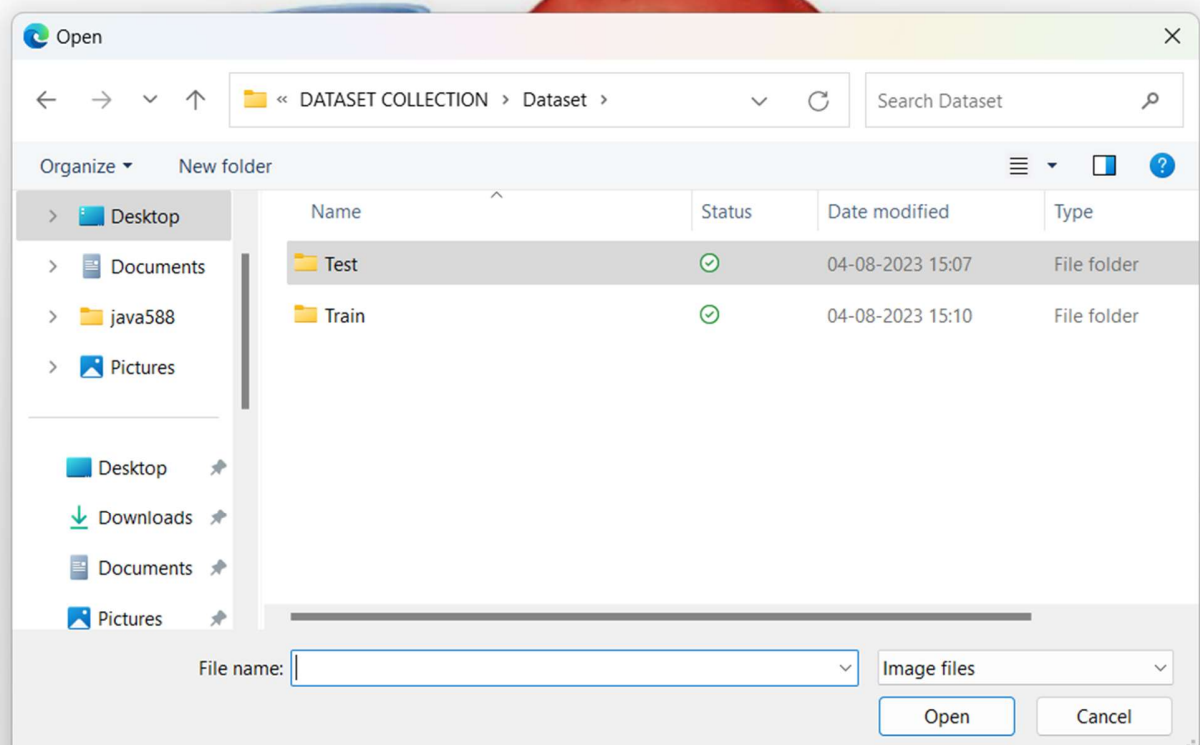 Open
« DATASET COLLECTION > Dataset >
Search Dataset
Organize
New folder
Name Status Date modified Type
Desktop
Documents
java588
Pictures
Test 04-08-2023 15:07 File folder
Train 04-08-2023 15:10 File folder
Desktop
Downloads
Documents
Pictures
File name:
Image files
Open
Cancel